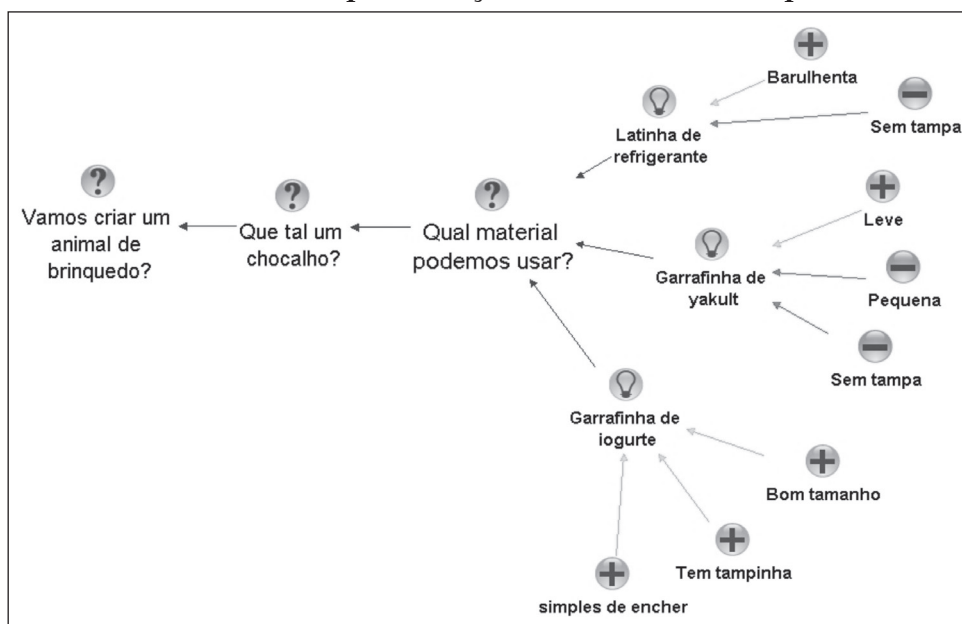 Vamos criar um
animal de
brinquedo?
Que tal um
chocalho?
Qual material
podemos usar?
Latinha de
refrigerante
Barulhenta
Sem tampa
Garrafinha de
yakult
Leve
Pequena
Sem tampa
Garrafinha de
iogurte
Bom tamanho
Tem tampinha
simples de encher